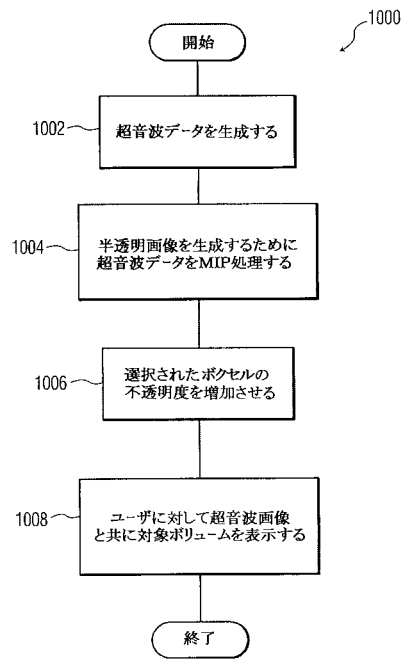 1000
開始
1002
超音波データを生成する
1004
半透明画像を生成するために
超音波データをMIP処理する
1006
選択されたボクセルの
不透明度を増加させる
1008
ユーザに対して超音波画像
と共に対象ボリュームを表示する
終了